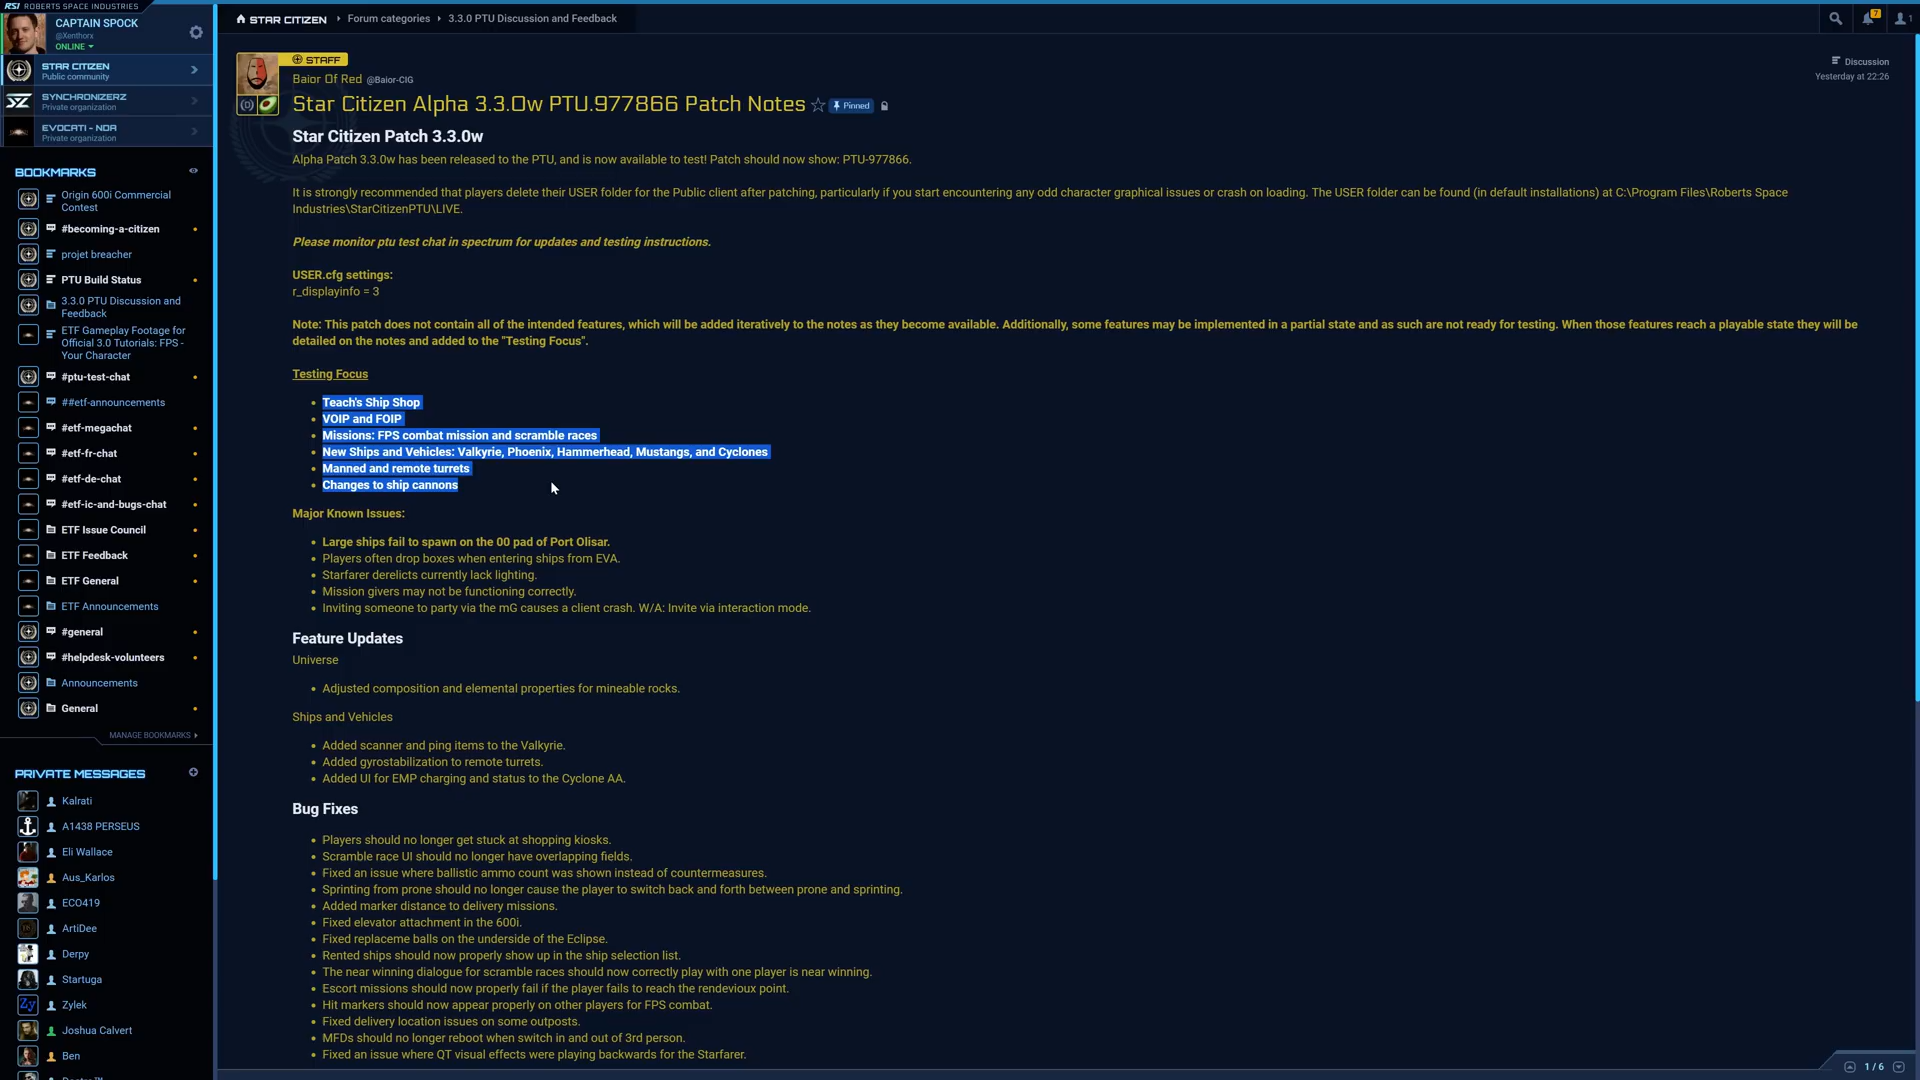 RSI ROBERTS SPACE INDUSTRIES
CAPTAIN SPOCK
@Xenthorx
ONLINE
STAR CITIZEN
Public community
SYNCHRONIZERZ
Private organization
EVOCATI - NDA
Private organization
BOOKMARKS
Origin 600i Commercial
Contest
#becoming-a-citizen
projet breacher
PTU Build Status
3.3.0 PTU Discussion and
Feedback
ETF Gameplay Footage for
Official 3.0 Tutorials: FPS -
Your Character
#ptu-test-chat
##etf-announcements
#etf-megachat
#etf-fr-chat
#etf-de-chat
#etf-ic-and-bugs-chat
ETF Issue Council
ETF Feedback
ETF General
ETF Announcements
#general
#helpdesk-volunteers
Announcements
General
MANAGE BOOKMARKS
PRIVATE MESSAGES
Kalrati
A1438 PERSEUS
Eli Wallace
Aus_Karlos
ECO419
ArtiDee
Derpy
Startuga
Zy Zylek
Joshua Calvert
Ben
STAR CITIZEN Forum categories 3.3.0 PTU Discussion and Feedback
7
1
STAFF
Baior Of Red @Baior-CIG
Discussion
Yesterday at 22:26
Star Citizen Alpha 3.3.0w PTU.977866 Patch Notes Pinned
Star Citizen Patch 3.3.0w
Alpha Patch 3.3.0w has been released to the PTU, and is now available to test! Patch should now show: PTU-977866.
It is strongly recommended that players delete their USER folder for the Public client after patching, particularly if you start encountering any odd character graphical issues or crash on loading. The USER folder can be found (in default installations) at C:\Program Files\Roberts Space
Industries\StarCitizenPTU\LIVE.
Please monitor ptu test chat in spectrum for updates and testing instructions.
USER.cfg settings:
r_displayinfo = 3
Note: This patch does not contain all of the intended features, which will be added iteratively to the notes as they become available. Additionally, some features may be implemented in a partial state and as such are not ready for testing. When those features reach a playable state they will be
detailed on the notes and added to the "Testing Focus".
Testing Focus
• Teach's Ship Shop
• VOIP and FOIP
• Missions: FPS combat mission and scramble races
• New Ships and Vehicles: Valkyrie, Phoenix, Hammerhead, Mustangs, and Cyclones
• Manned and remote turrets
• Changes to ship cannons
Major Known Issues:
• Large ships fail to spawn on the 00 pad of Port Olisar.
• Players often drop boxes when entering ships from EVA.
• Starfarer derelicts currently lack lighting.
• Mission givers may not be functioning correctly.
• Inviting someone to party via the mG causes a client crash. W/A: Invite via interaction mode.
Feature Updates
Universe
• Adjusted composition and elemental properties for mineable rocks.
Ships and Vehicles
• Added scanner and ping items to the Valkyrie.
• Added gyrostabilization to remote turrets.
• Added UI for EMP charging and status to the Cyclone AA.
Bug Fixes
• Players should no longer get stuck at shopping kiosks.
• Scramble race UI should no longer have overlapping fields.
• Fixed an issue where ballistic ammo count was shown instead of countermeasures.
• Sprinting from prone should no longer cause the player to switch back and forth between prone and sprinting.
• Added marker distance to delivery missions.
• Fixed elevator attachment in the 600i.
• Fixed replaceme balls on the underside of the Eclipse.
• Rented ships should now properly show up in the ship selection list.
• The near winning dialogue for scramble races should now correctly play with one player is near winning.
• Escort missions should now properly fail if the player fails to reach the rendevioux point.
• Hit markers should now appear properly on other players for FPS combat.
• Fixed delivery location issues on some outposts.
• MFDs should no longer reboot when switch in and out of 3rd person.
• Fixed an issue where QT visual effects were playing backwards for the Starfarer.
1 / 6